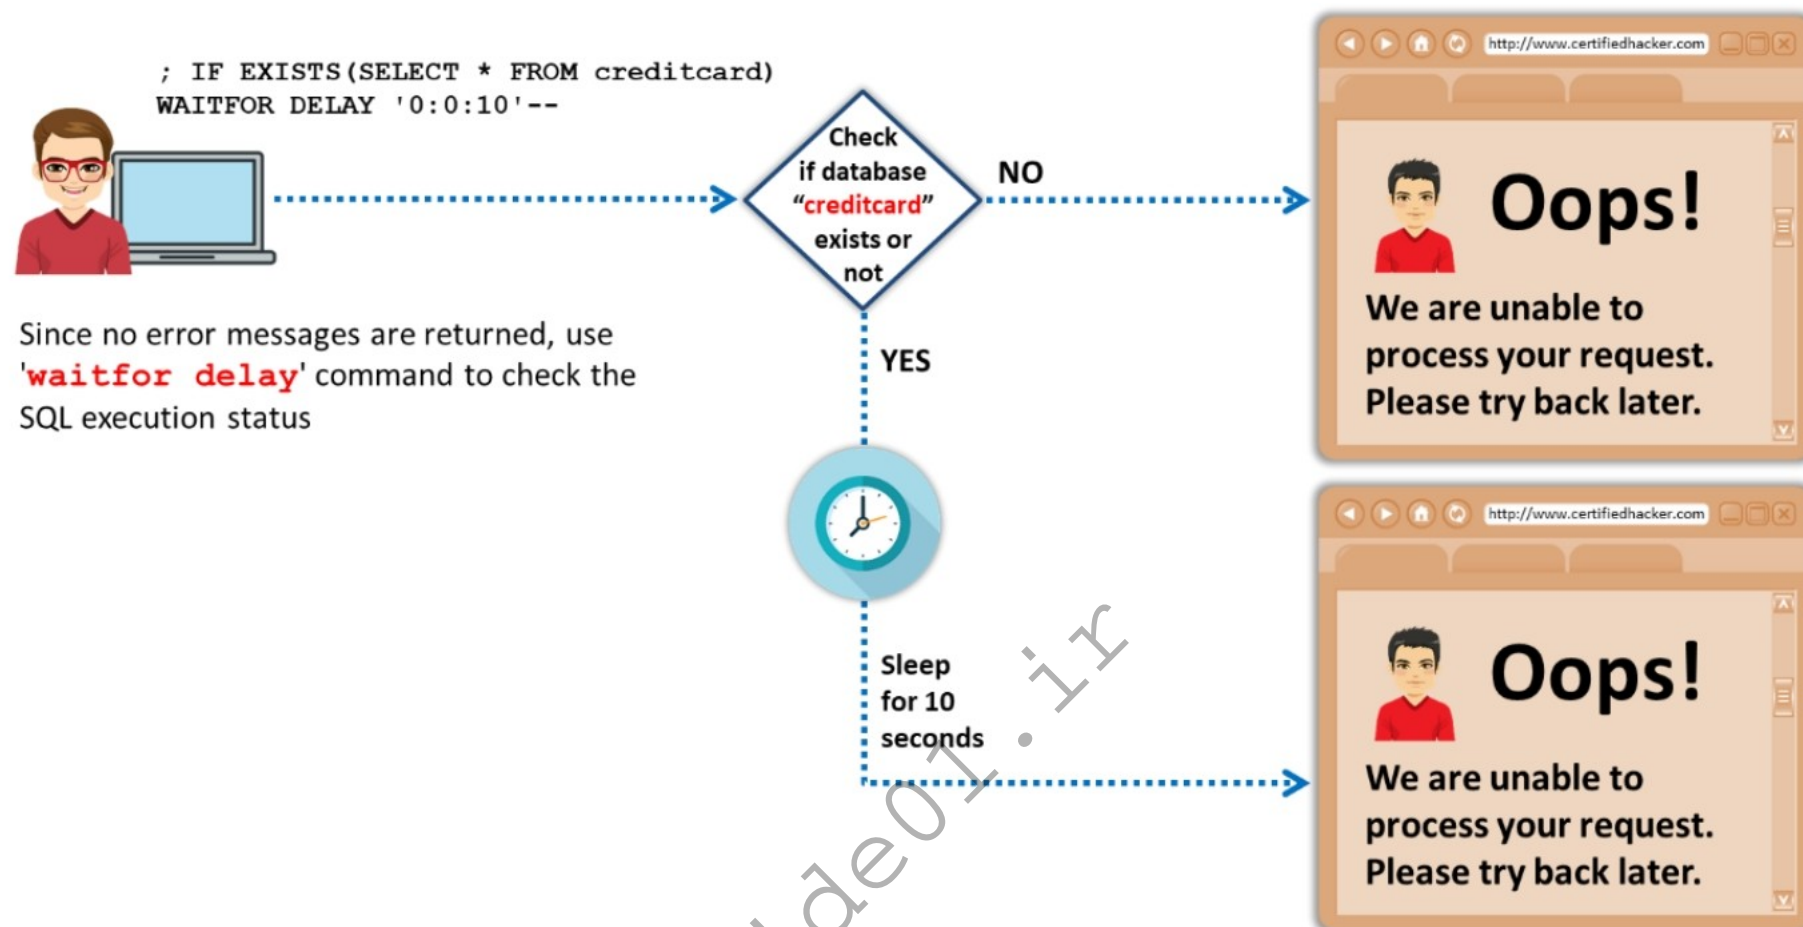 ; IF EXISTS(SELECT * FROM creditcard)
WAITFOR DELAY '0:0:10'--
Since no error messages are returned, use
'waitfor delay' command to check the
SQL execution status
Check
if database
“creditcard”
exists or
not
NO
YES
Sleep
for 10
seconds
http://www.certifiedhacker.com
Oops!
We are unable to
process your request.
Please try back later.
http://www.certifiedhacker.com
Oops!
We are unable to
process your request.
Please try back later.